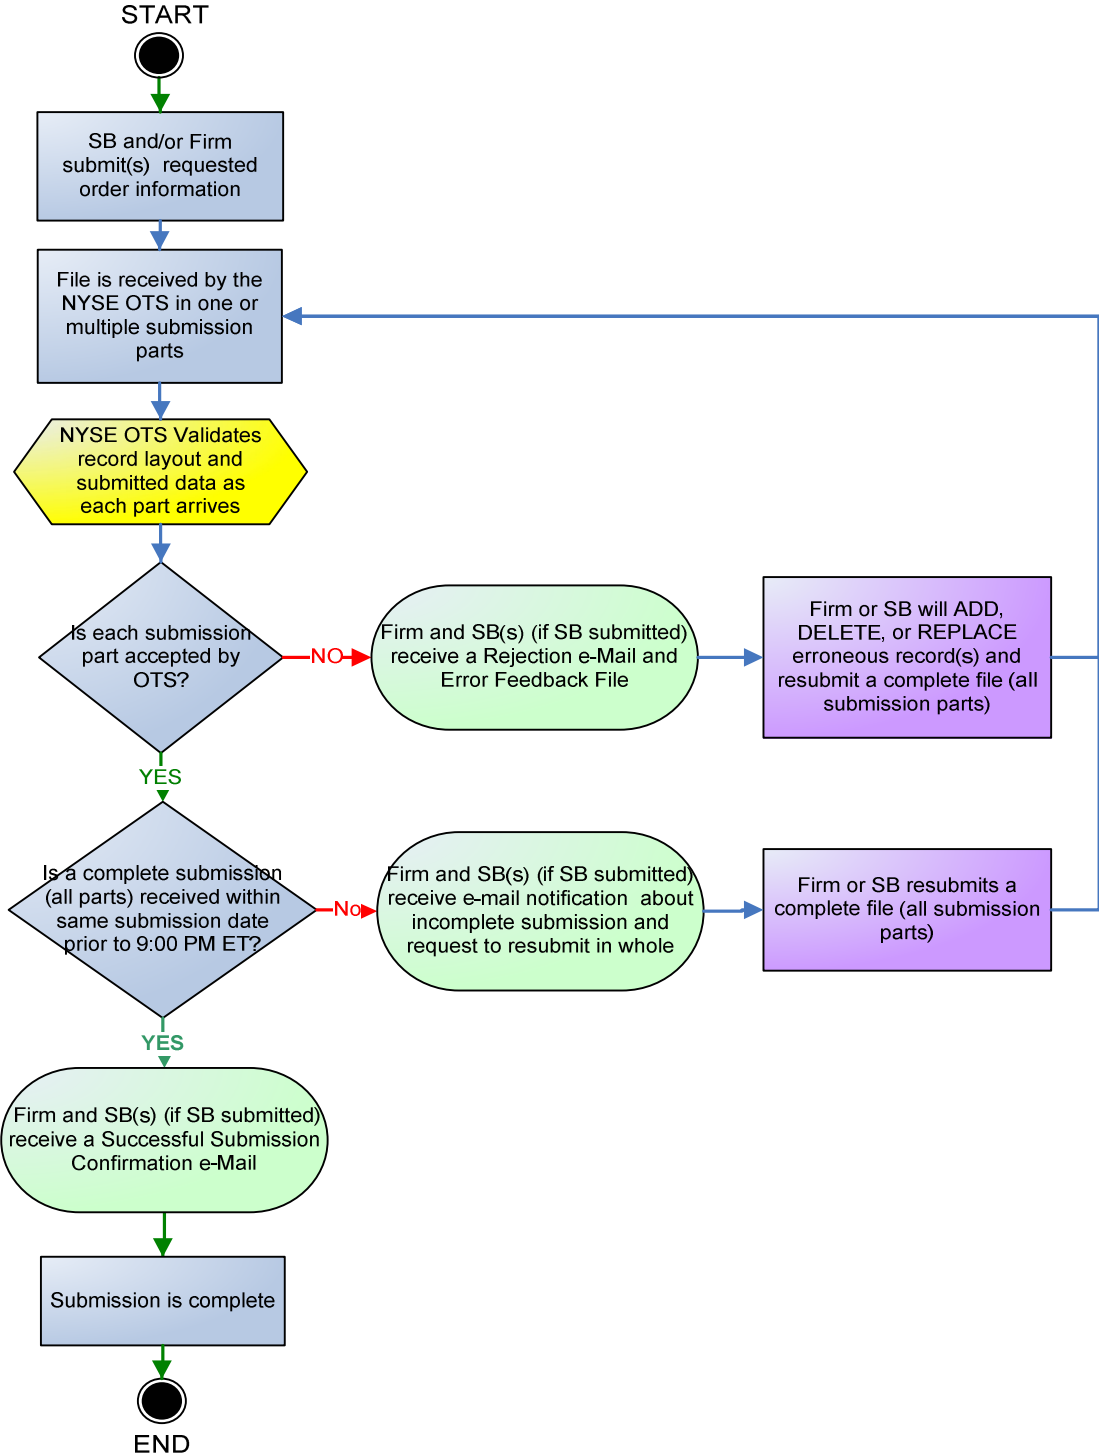 START
SB and/or Firm
submit(s) requested
order information
File is received by the
NYSE OTS in one or
multiple submission
parts
NYSE OTS Validates
record layout and
submitted data as
each part arrives
Is each submission
part accepted by
OTS?
NO
Firm and SB(s) (if SB submitted)
receive a Rejection e-Mail and
Error Feedback File
Firm or SB will ADD,
DELETE, or REPLACE
erroneous record(s) and
resubmit a complete file (all
submission parts)
YES
Is a complete submission
(all parts) received within
same submission date
prior to 9:00 PM ET?
No
Firm and SB(s) (if SB submitted)
receive e-mail notification about
incomplete submission and
request to resubmit in whole
Firm or SB resubmits a
complete file (all submission
parts)
YES
Firm and SB(s) (if SB submitted)
receive a Successful Submission
Confirmation e-Mail
Submission is complete
END